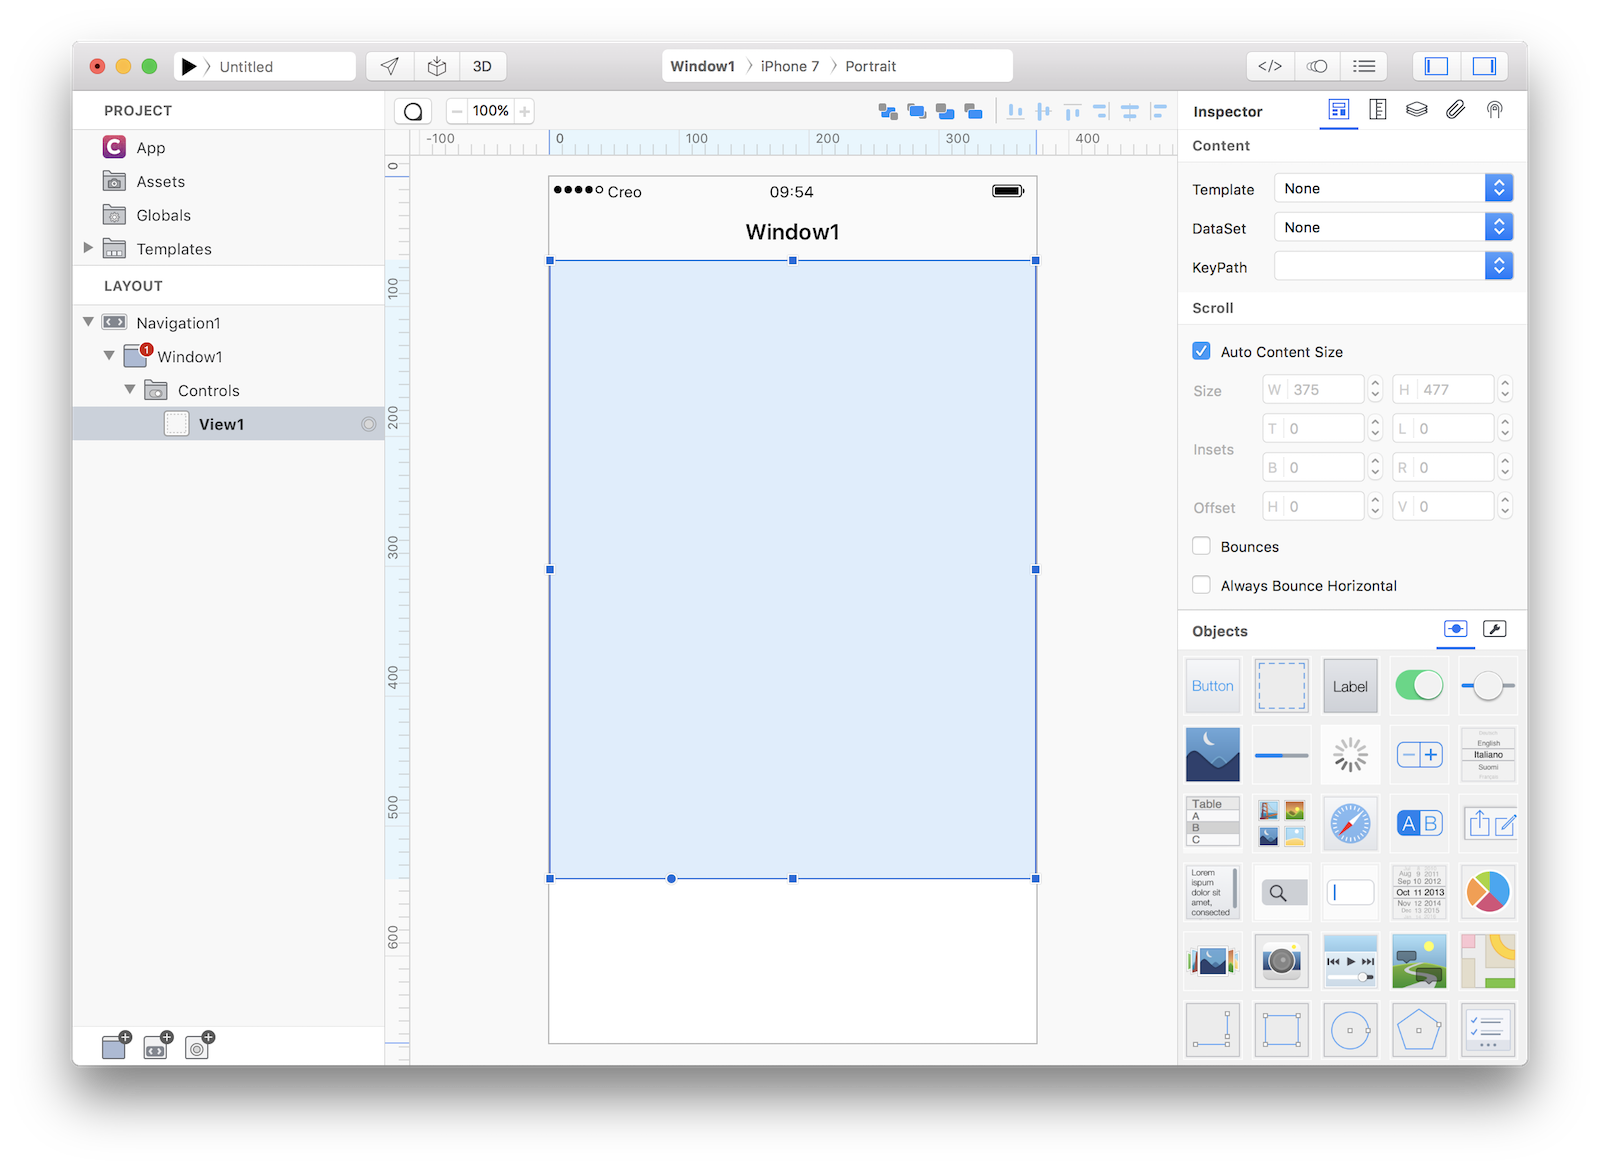 Untitled
3D
Window1 iPhone 7 Portrait
</>
PROJECT
App
Assets
Globals
Templates
LAYOUT
Navigation1
1
Window1
Controls
View1
100%
-100 0 100 200 300 400
0
100
200
300
400
500
600
Creo 09:54
Window1
Inspector
Content
Template None
DataSet None
KeyPath
Scroll
Auto Content Size
Size W 375 H 477
T 0 L 0
Insets
B 0 R 0
Offset H 0 V 0
Bounces
Always Bounce Horizontal
Objects
Button
Label
English
Italiano
Suomi
Français
Table
A
B
C
A B
Lorem
ispum
dolor sit
amet,
consected
Aug 9 2011
Sep 10 2012
Oct 11 2013
Nov 12 2014
Dec 13 2015